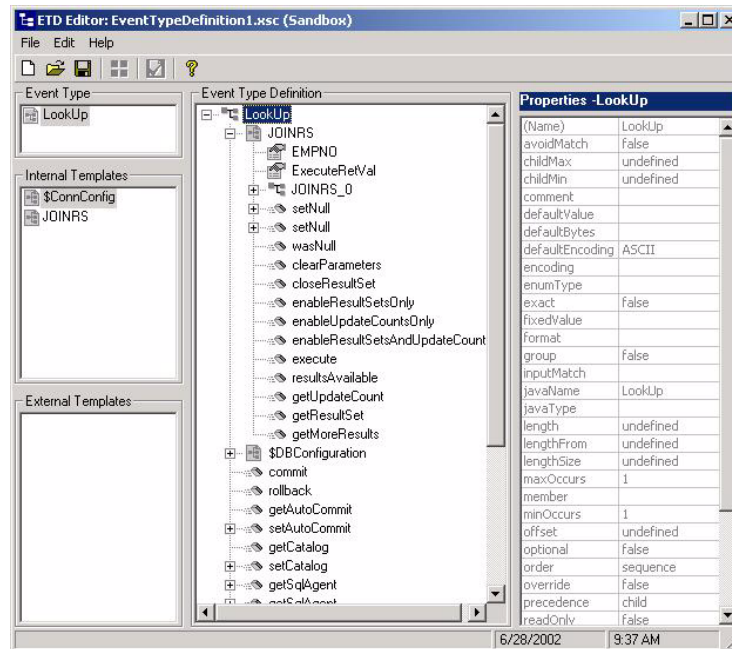 ETD Editor: EventTypeDefinition1.xsc (Sandbox)
File Edit Help
Event Type
LookUp
Internal Templates
$ConnConfig
JOINRS
External Templates
Event Type Definition
LookUp
JOINRS
EMPNO
ExecuteRetVal
JOINRS_0
setNull
setNull
wasNull
clearParameters
closeResultSet
enableResultSetsOnly
enableUpdateCountsOnly
enableResultSetsAndUpdateCount
execute
resultsAvailable
getUpdateCount
getResultSet
getMoreResults
$DBConfiguration
commit
rollback
getAutoCommit
setAutoCommit
getCatalog
setCatalog
getSqlAgent
getSqlAgent
Properties -LookUp
(Name) LookUp
avoidMatch false
childMax undefined
childMin undefined
comment
defaultValue
defaultBytes
defaultEncoding ASCII
encoding
enumType
exact false
fixedValue
format
group false
inputMatch
javaName LookUp
javaType
length undefined
lengthFrom undefined
lengthSize undefined
maxOccurs 1
member
minOccurs 1
offset undefined
optional false
order sequence
override false
precedence child
readOnly false
6/28/2002 9:37 AM